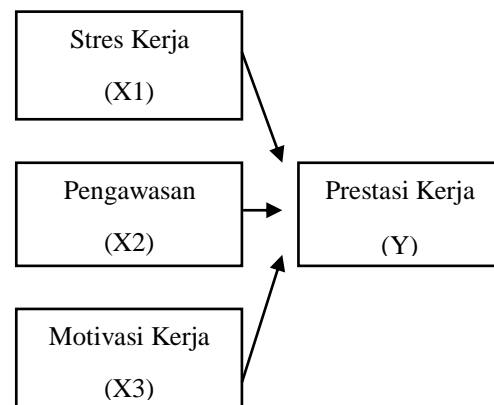 Stres Kerja
(X1)
Pengawasan
(X2)
Prestasi Kerja
(Y)
Motivasi Kerja
(X3)